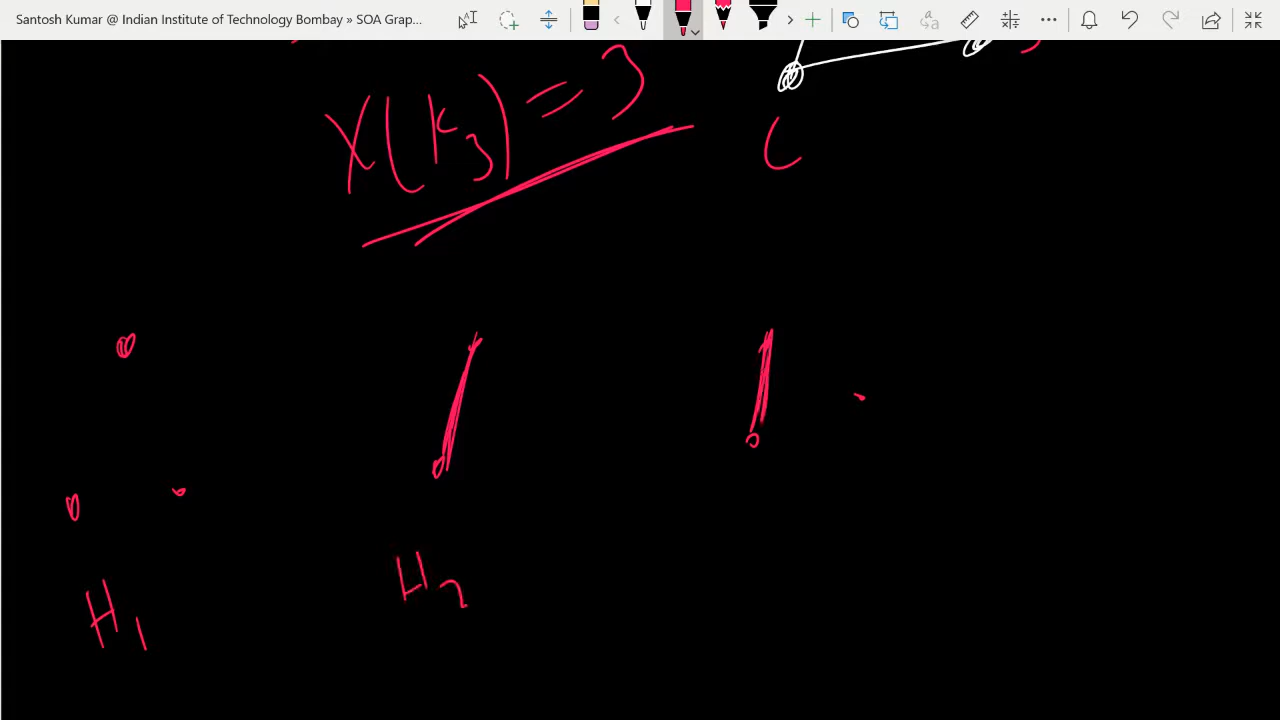 Santosh Kumar @ Indian Institute of Technology Bombay » SOA Grap...
χ(K₃) = 3
C
H₁
H₂